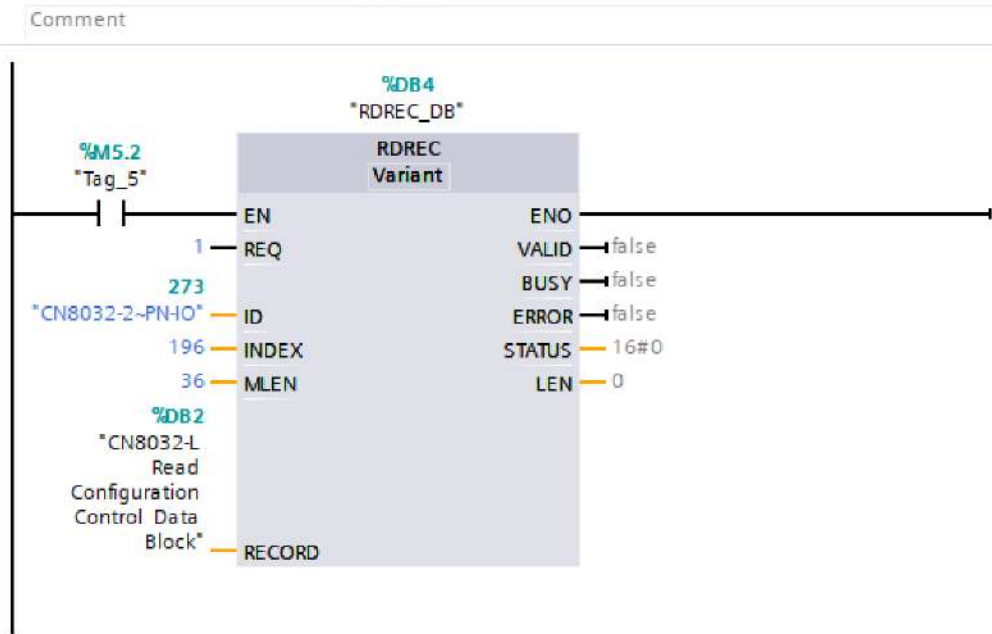 Comment
%DB4
"RDREC_DB"
%M5.2
"Tag_5"
RDREC
Variant
EN
ENO
1
REQ
VALID
false
BUSY
false
273
"CN8032-2~PN-IO"
ID
ERROR
false
196
INDEX
STATUS
16#0
36
MLEN
LEN
0
%DB2
"CN8032-L
Read
Configuration
Control Data
Block"
RECORD